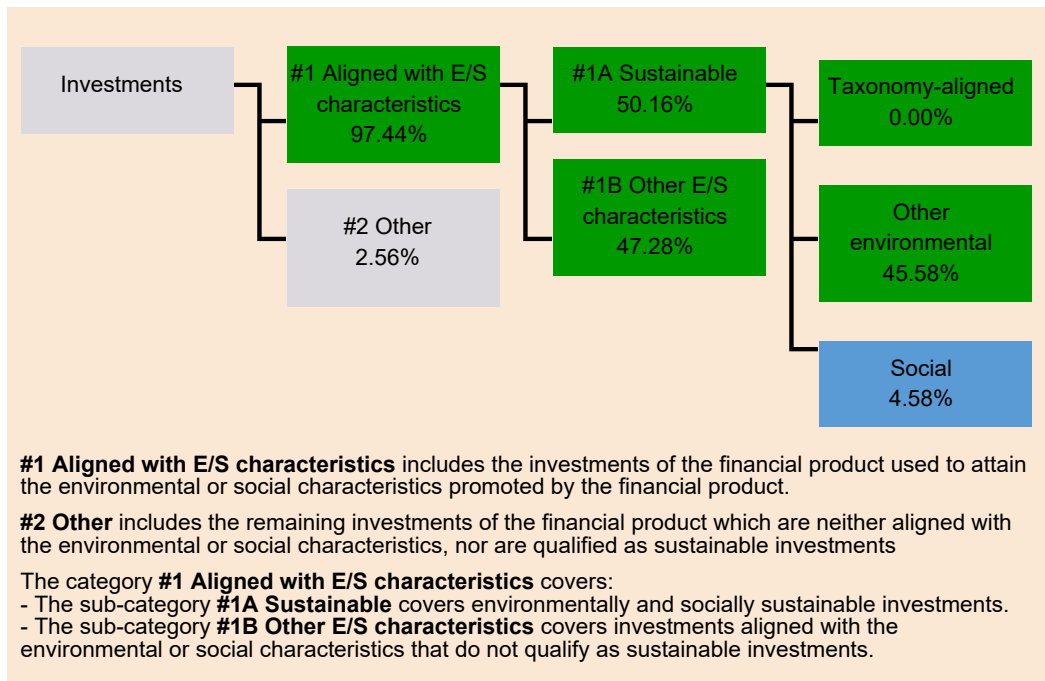 Investments
#1 Aligned with E/S
characteristics
97.44%
#2 Other
2.56%
#1A Sustainable
50.16%
#1B Other E/S
characteristics
47.28%
Taxonomy-aligned
0.00%
Other
environmental
45.58%
Social
4.58%
#1 Aligned with E/S characteristics includes the investments of the financial product used to attain
the environmental or social characteristics promoted by the financial product.
#2 Other includes the remaining investments of the financial product which are neither aligned with
the environmental or social characteristics, nor are qualified as sustainable investments
The category #1 Aligned with E/S characteristics covers:
- The sub-category #1A Sustainable covers environmentally and socially sustainable investments.
- The sub-category #1B Other E/S characteristics covers investments aligned with the
environmental or social characteristics that do not qualify as sustainable investments.